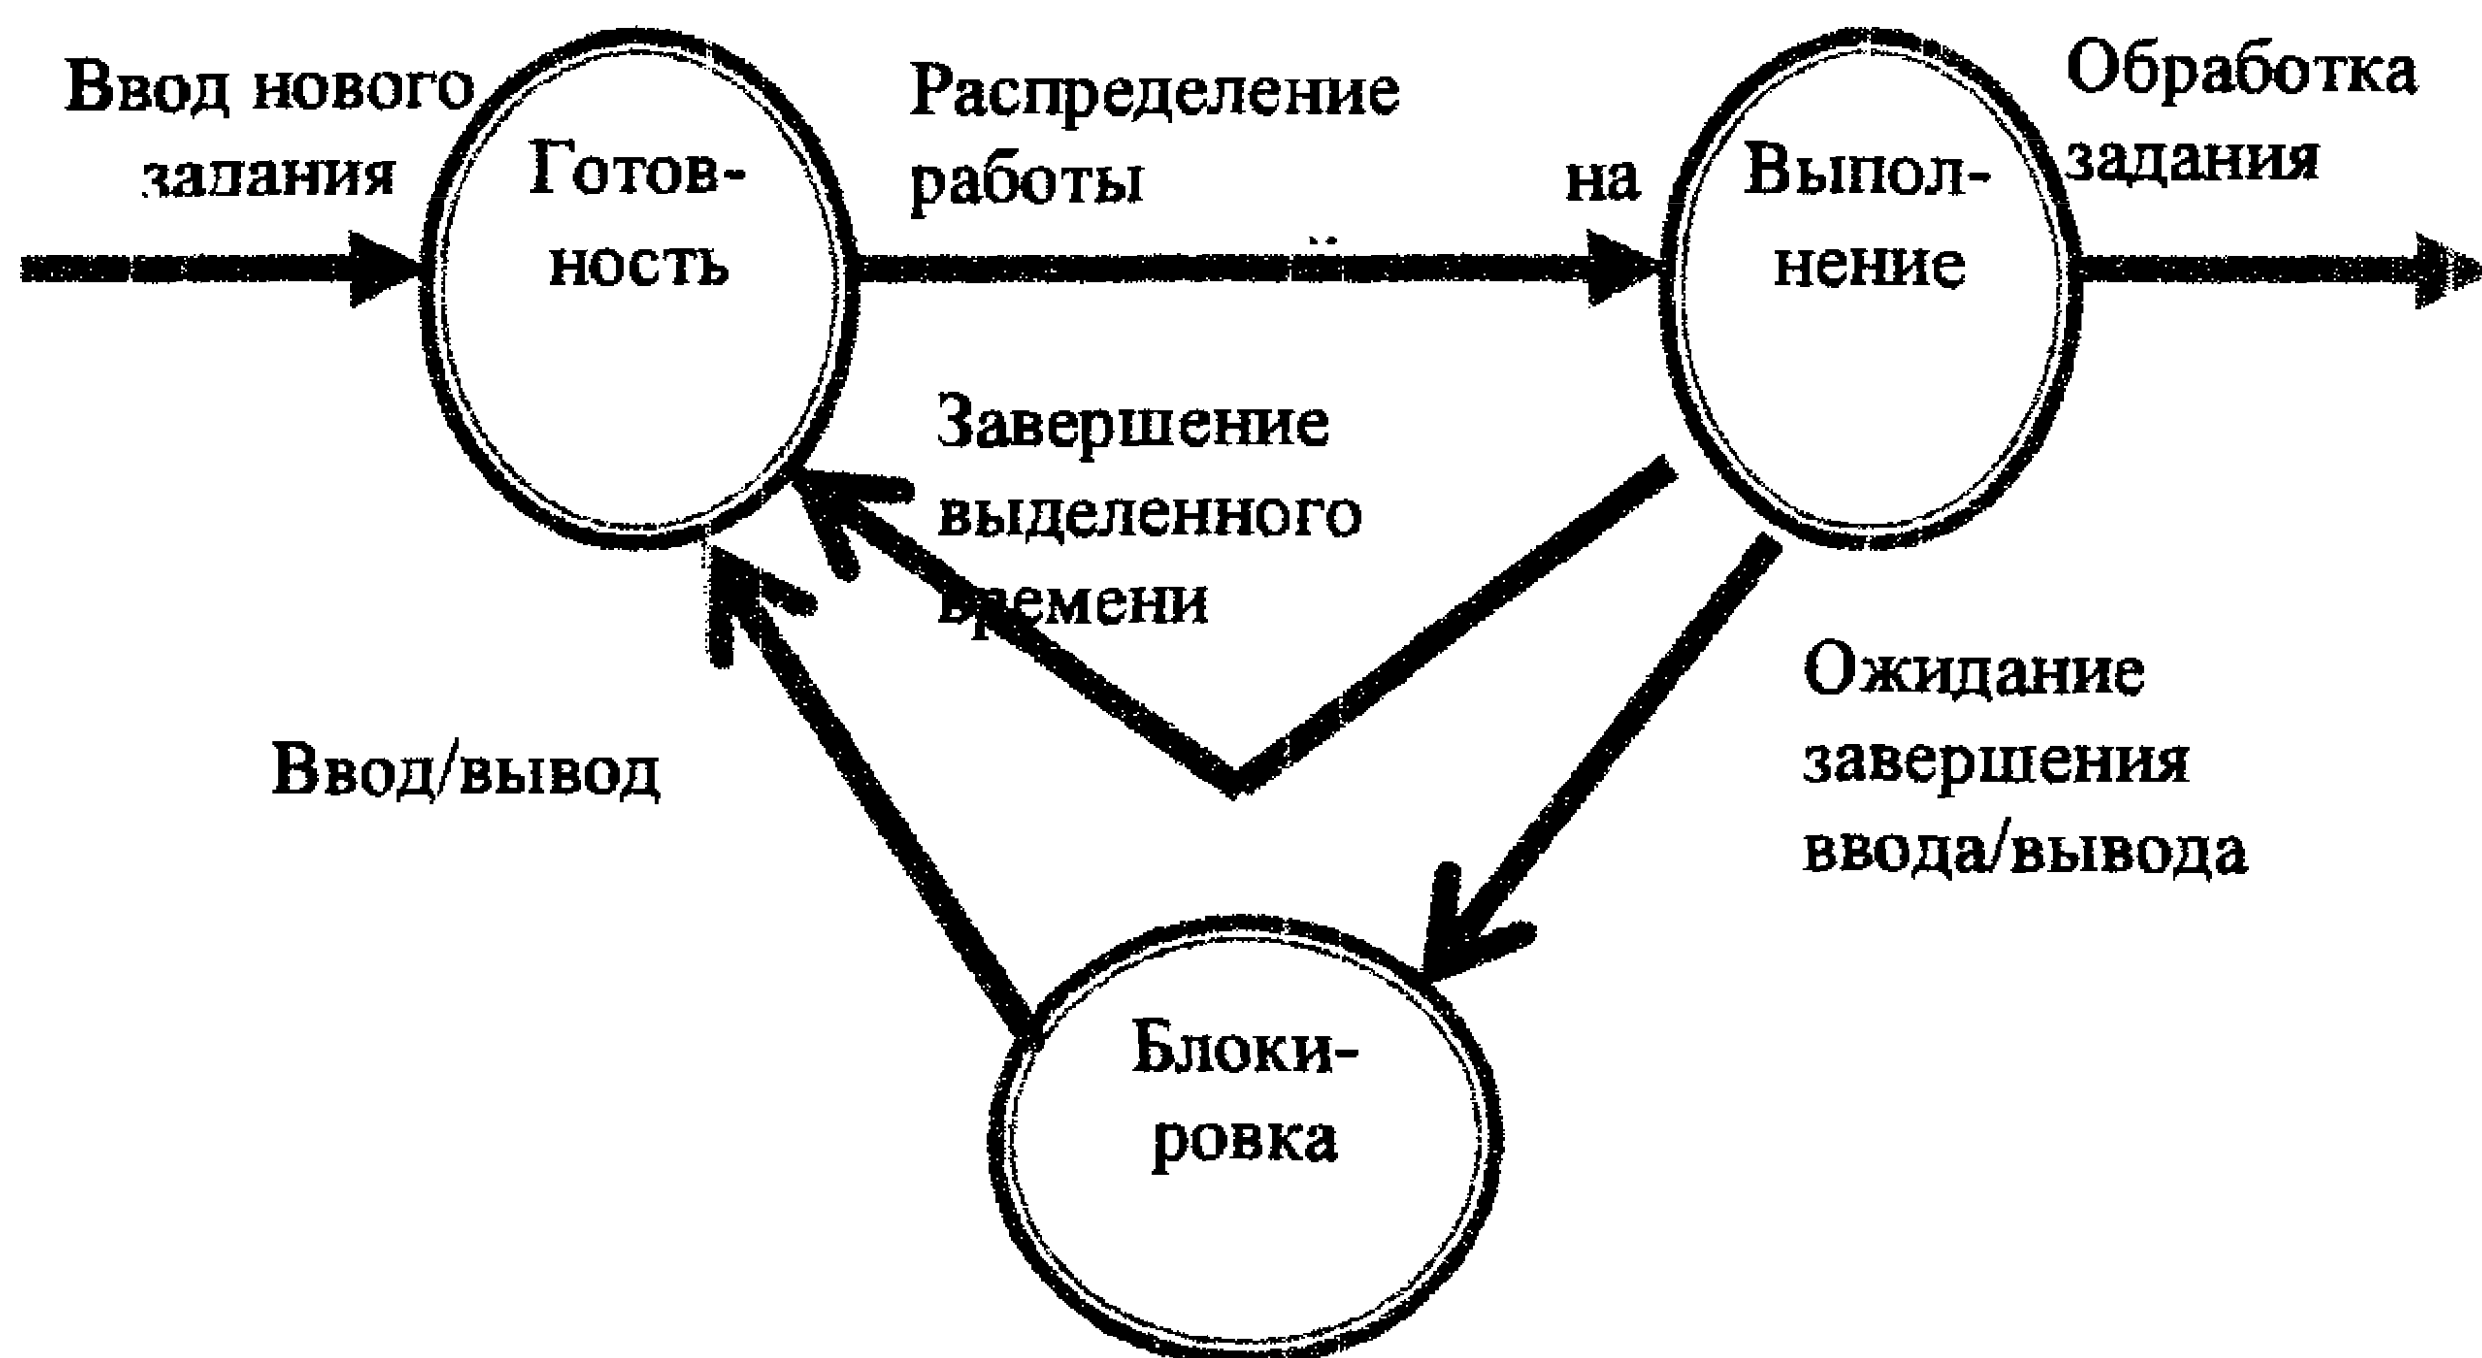 Ввод нового
задания
Готов-
ность
Распределение
работы на
Выпол-
нение
Обработка
задания
Завершение
выделенного
времени
Ожидание
завершения
ввода/вывода
Ввод/вывод
Блоки-
ровка